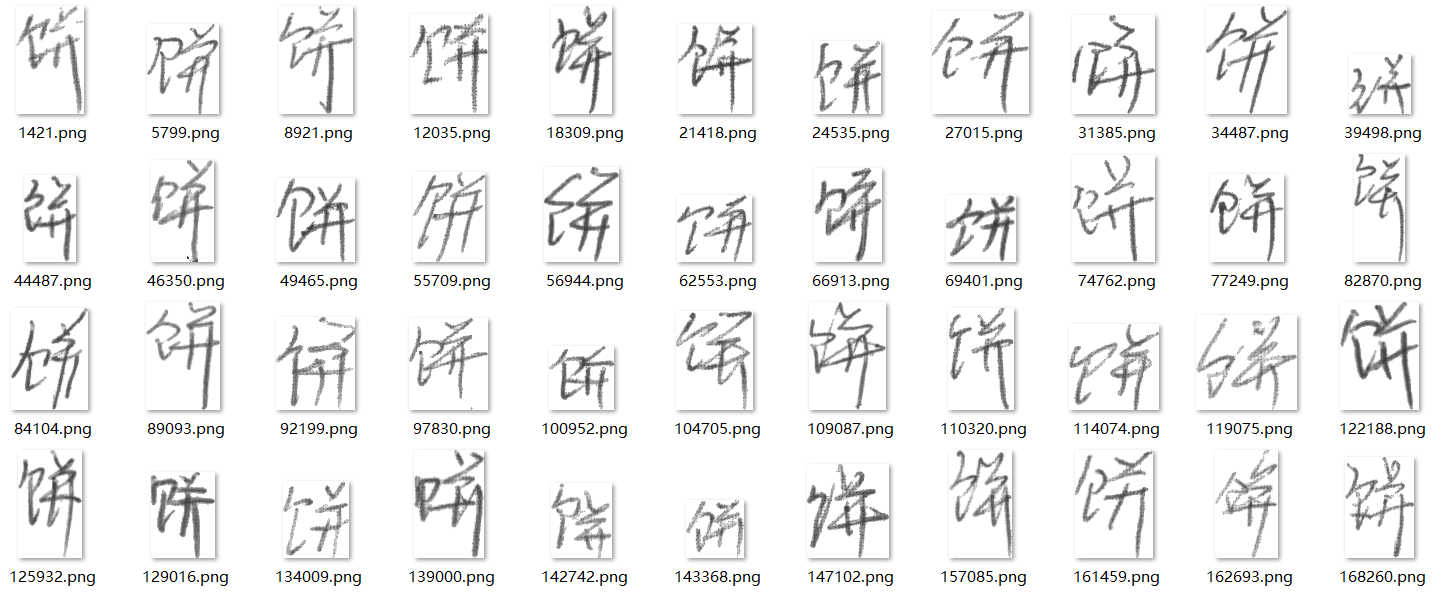 饼 饼 饼 饼 饼 饼 饼 饼 饼 饼 饼
1421.png 5799.png 8921.png 12035.png 18309.png 21418.png 24535.png 27015.png 31385.png 34487.png 39498.png
饼 饼 饼 饼 饼 饼 饼 饼 饼 饼 饼
44487.png 46350.png 49465.png 55709.png 56944.png 62553.png 66913.png 69401.png 74762.png 77249.png 82870.png
饼 饼 饼 饼 饼 饼 饼 饼 饼 饼 饼
84104.png 89093.png 92199.png 97830.png 100952.png 104705.png 109087.png 110320.png 114074.png 119075.png 122188.png
饼 饼 饼 饼 饼 饼 饼 饼 饼 饼 饼
125932.png 129016.png 134009.png 139000.png 142742.png 143368.png 147102.png 157085.png 161459.png 162693.png 168260.png